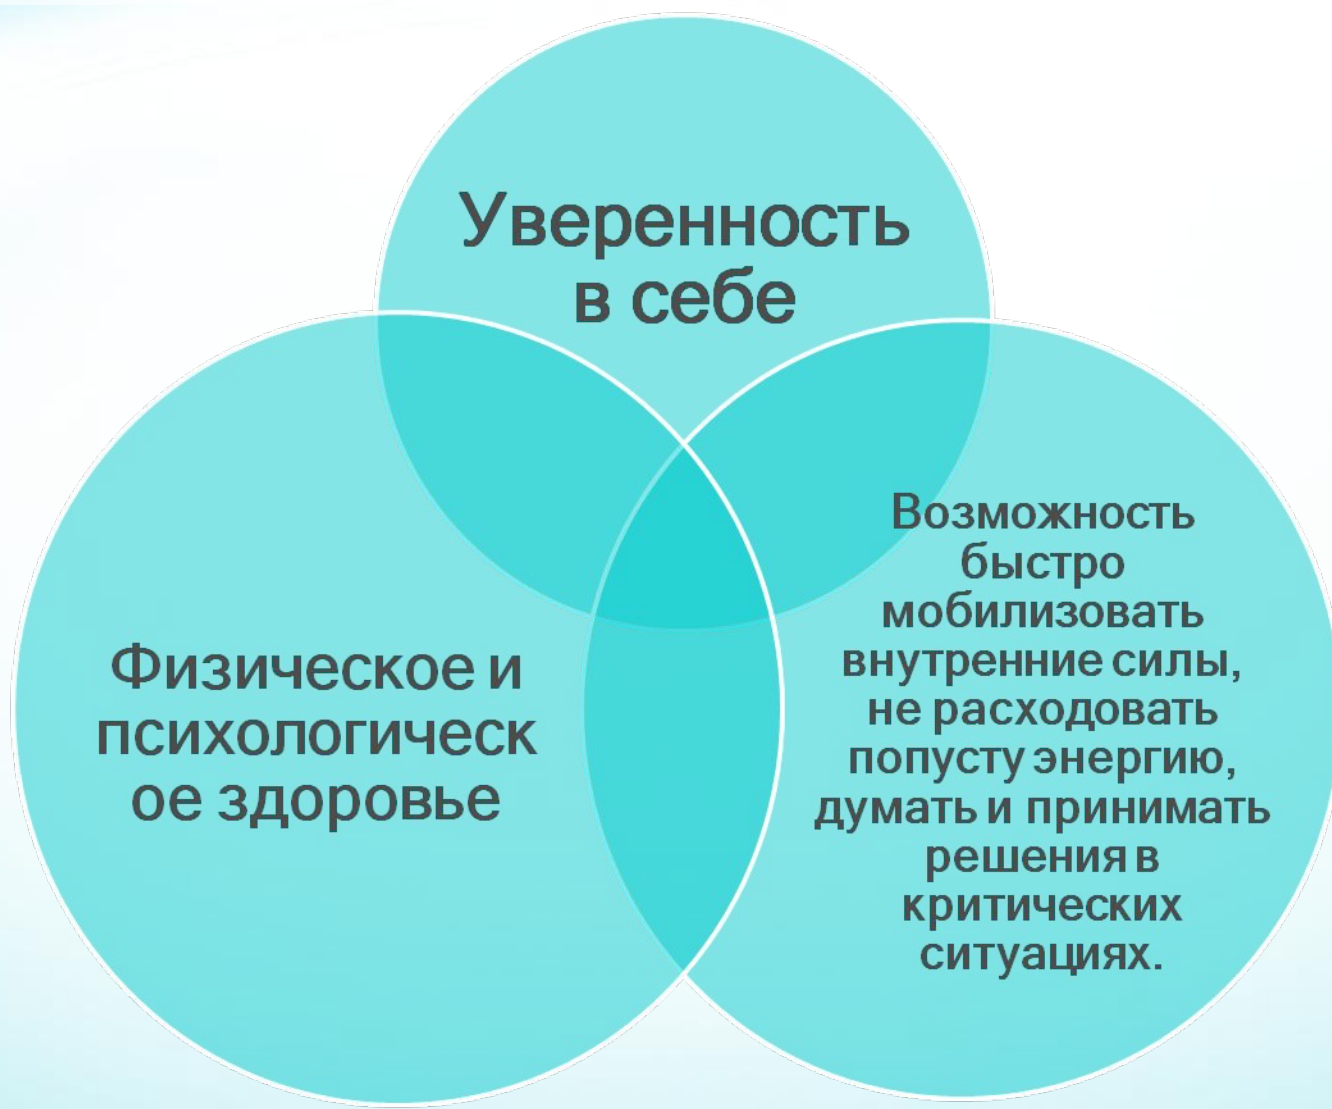 Уверенность
в себе
Физическое и
психологическ
ое здоровье
Возможность
быстро
мобилизовать
внутренние силы,
не расходовать
попусту энергию,
думать и принимать
решения в
критических
ситуациях.